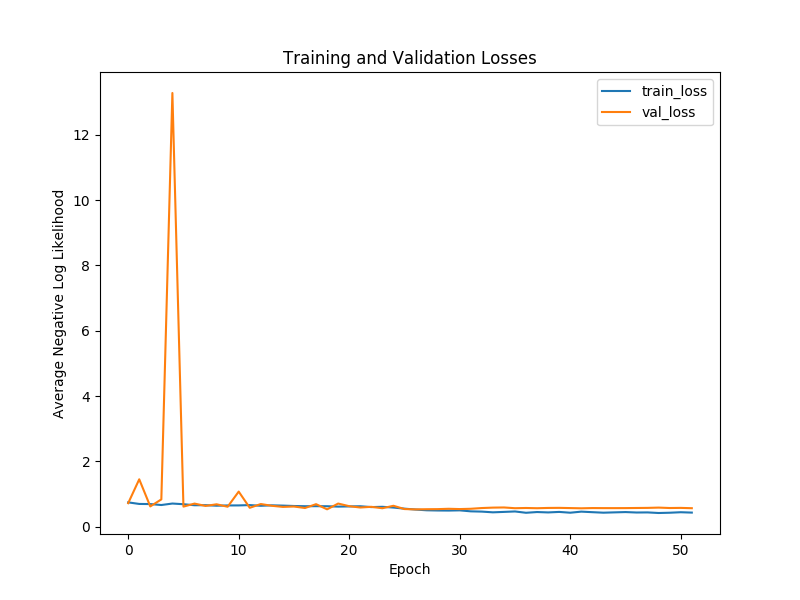 Training and Validation Losses
train_loss
val_loss
Average Negative Log Likelihood
12
10
8
6
4
2
0
0
10
20
30
40
50
Epoch